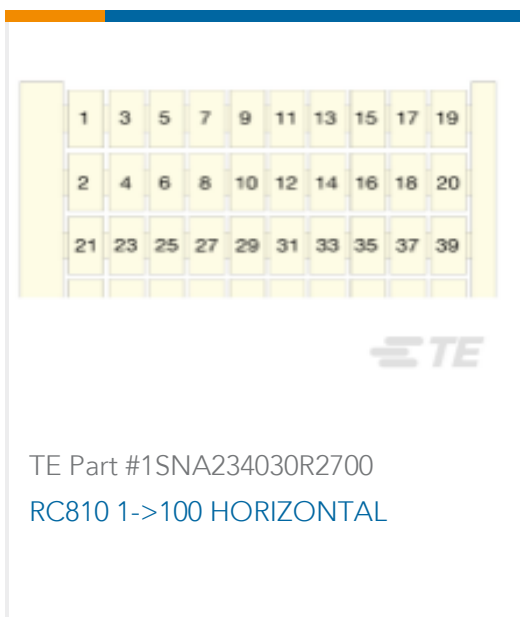 1 3 5 7 9 11 13 15 17 19
2 4 6 8 10 12 14 16 18 20
21 23 25 27 29 31 33 35 37 39
TE
TE Part #1SNA234030R2700
RC810 1->100 HORIZONTAL